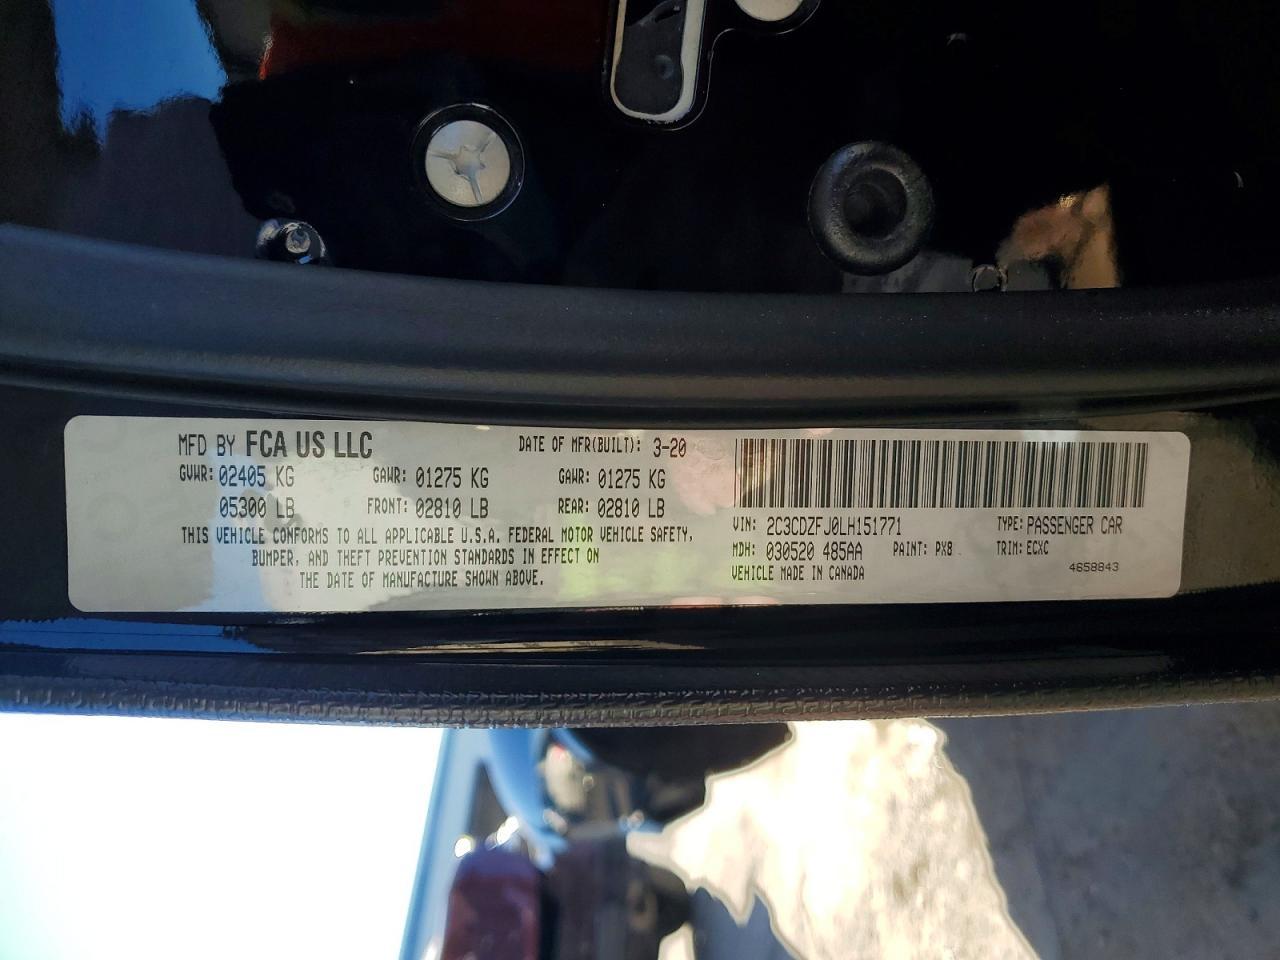 MFD BY FCA US LLC DATE OF MFR(BUILT): 3-20
GVWR: 02405 KG GAWR: 01275 KG GAWR: 01275 KG
05300 LB FRONT: 02810 LB REAR: 02810 LB
THIS VEHICLE CONFORMS TO ALL APPLICABLE U.S.A. FEDERAL MOTOR VEHICLE SAFETY,
BUMPER, AND THEFT PREVENTION STANDARDS IN EFFECT ON
THE DATE OF MANUFACTURE SHOWN ABOVE.
VIN: 2C3CDZFJ0LH151771 TYPE: PASSENGER CAR
MDH: 030520 485AA PAINT: PX8 TRIM: ECXC
VEHICLE MADE IN CANADA 4658843